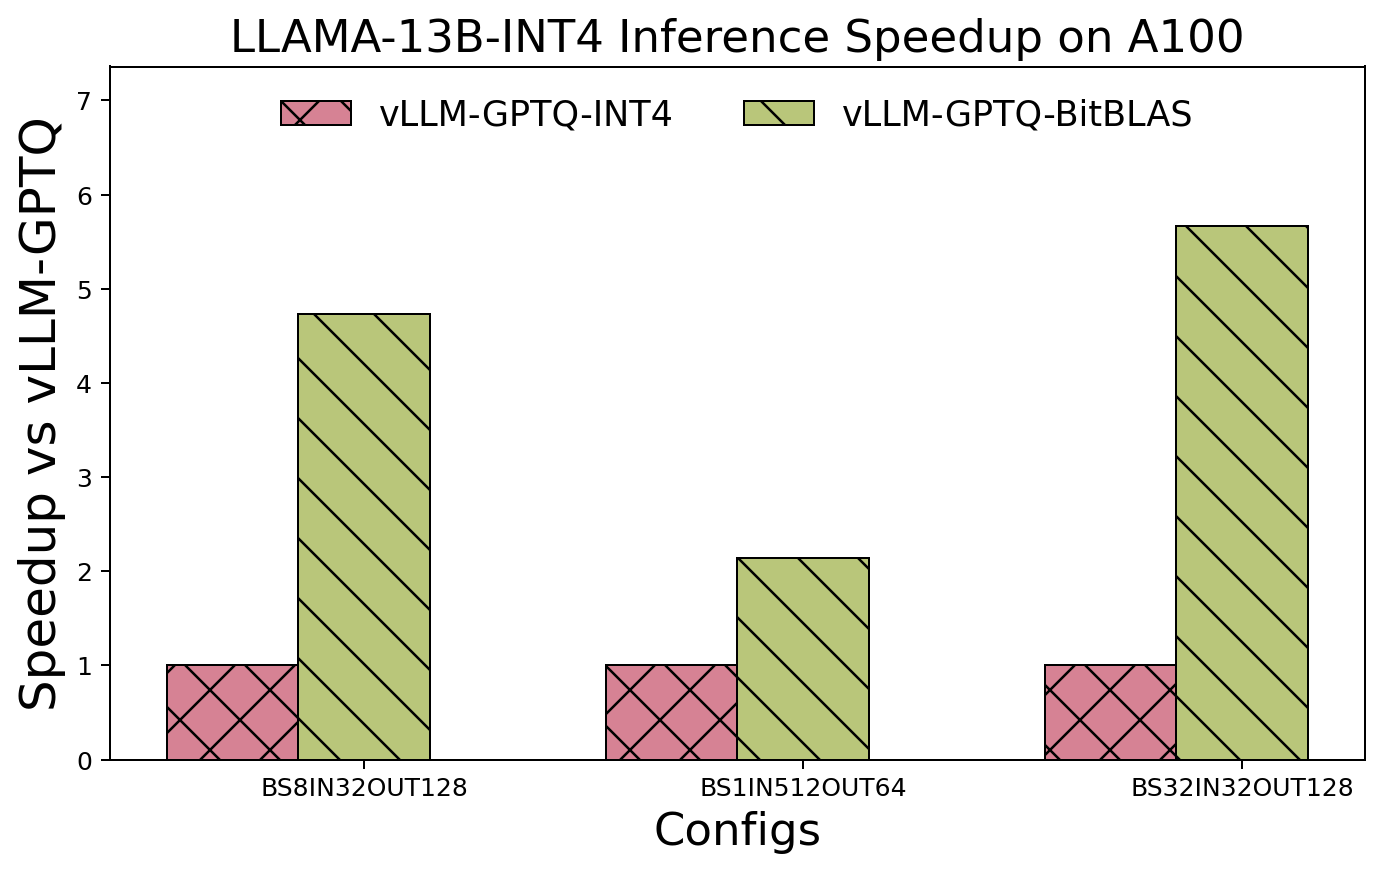 LLAMA-13B-INT4 Inference Speedup on A100
vLLM-GPTQ-INT4
vLLM-GPTQ-BitBLAS
Speedup vs vLLM-GPTQ
7
6
5
4
3
2
1
0
BS8IN32OUT128
BS1IN512OUT64
BS32IN32OUT128
Configs